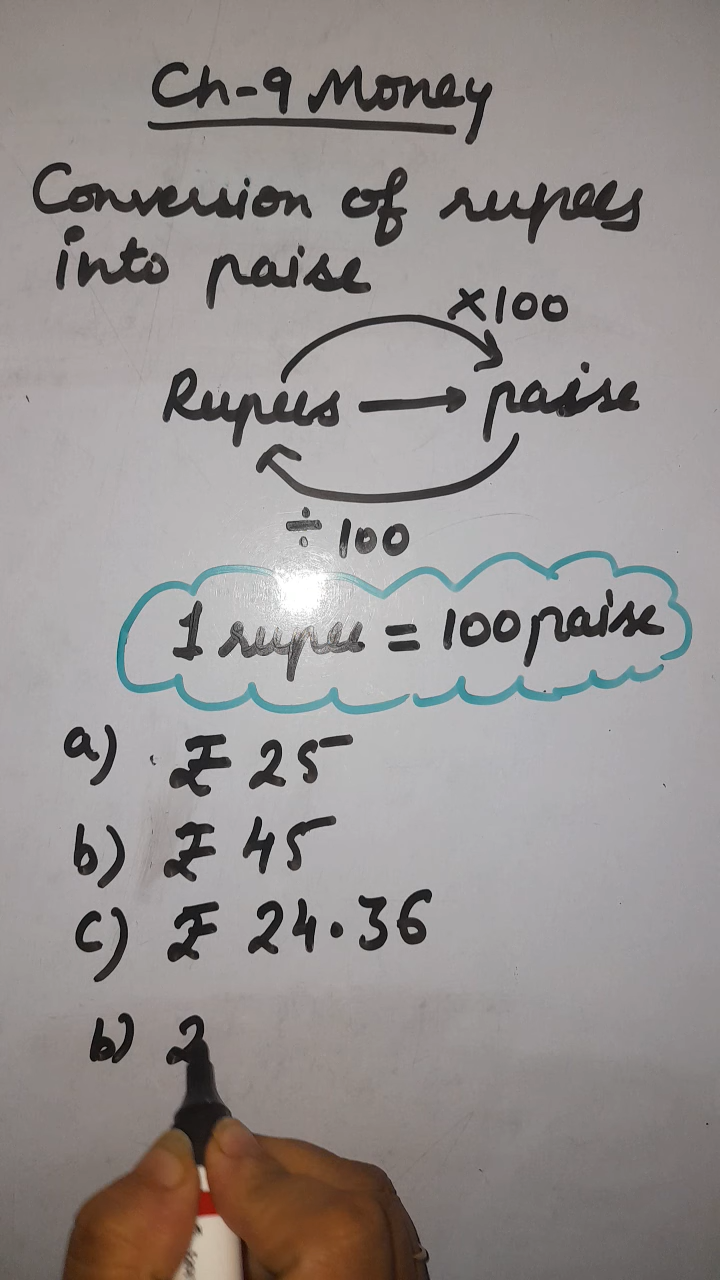 Ch-9 Money
Conversion of rupees
into paise
×100
Rupees → paise
÷ 100
1 rupee = 100 paise
a) ₹ 25
b) ₹ 45
c) ₹ 24.36
b) 2